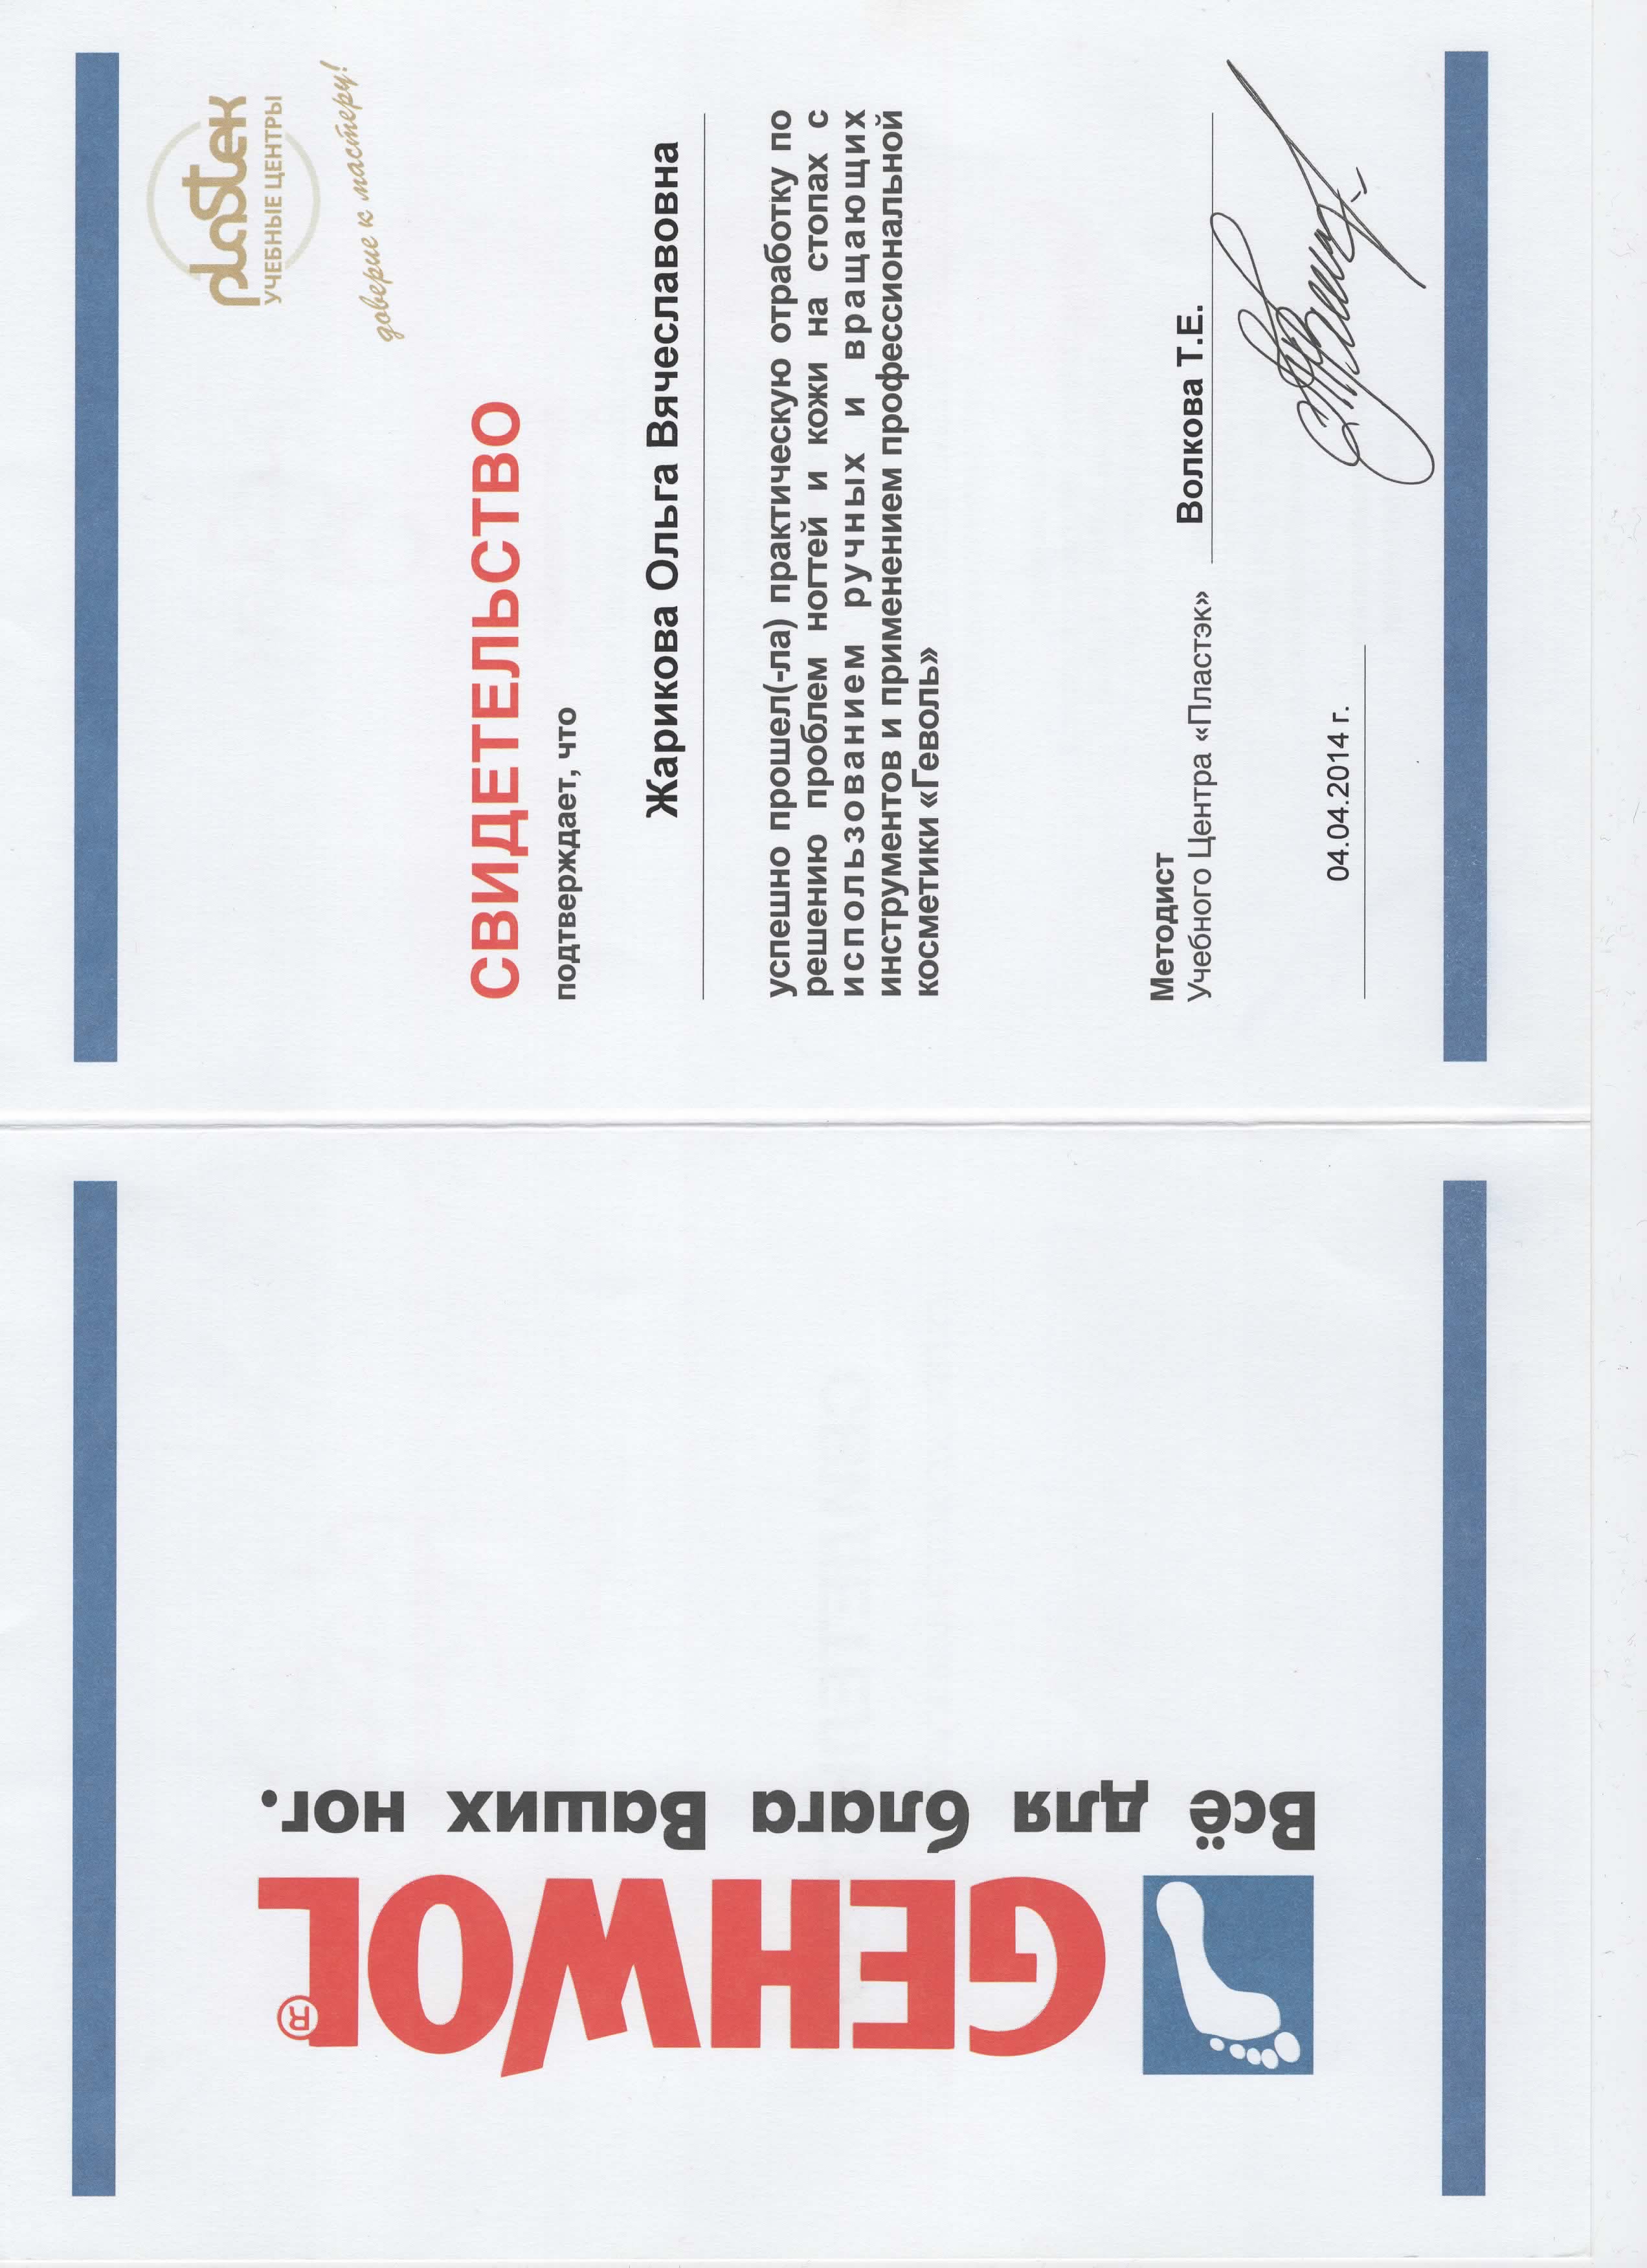 plastek
УЧЕБНЫЕ ЦЕНТРЫ
доверие к мастеру!
СВИДЕТЕЛЬСТВО
подтверждает, что
Жарикова Ольга Вячеславовна
успешно прошел(-ла) практическую отработку по
решению проблем ногтей и кожи на стопах с
использованием ручных и вращающих
инструментов и применением профессиональной
косметики «Геволь»
Методист
Учебного Центра «Пластэк» Волкова Т.Е.
04.04.2014 г.
GEHWOL®
Всё для блага Ваших ног.